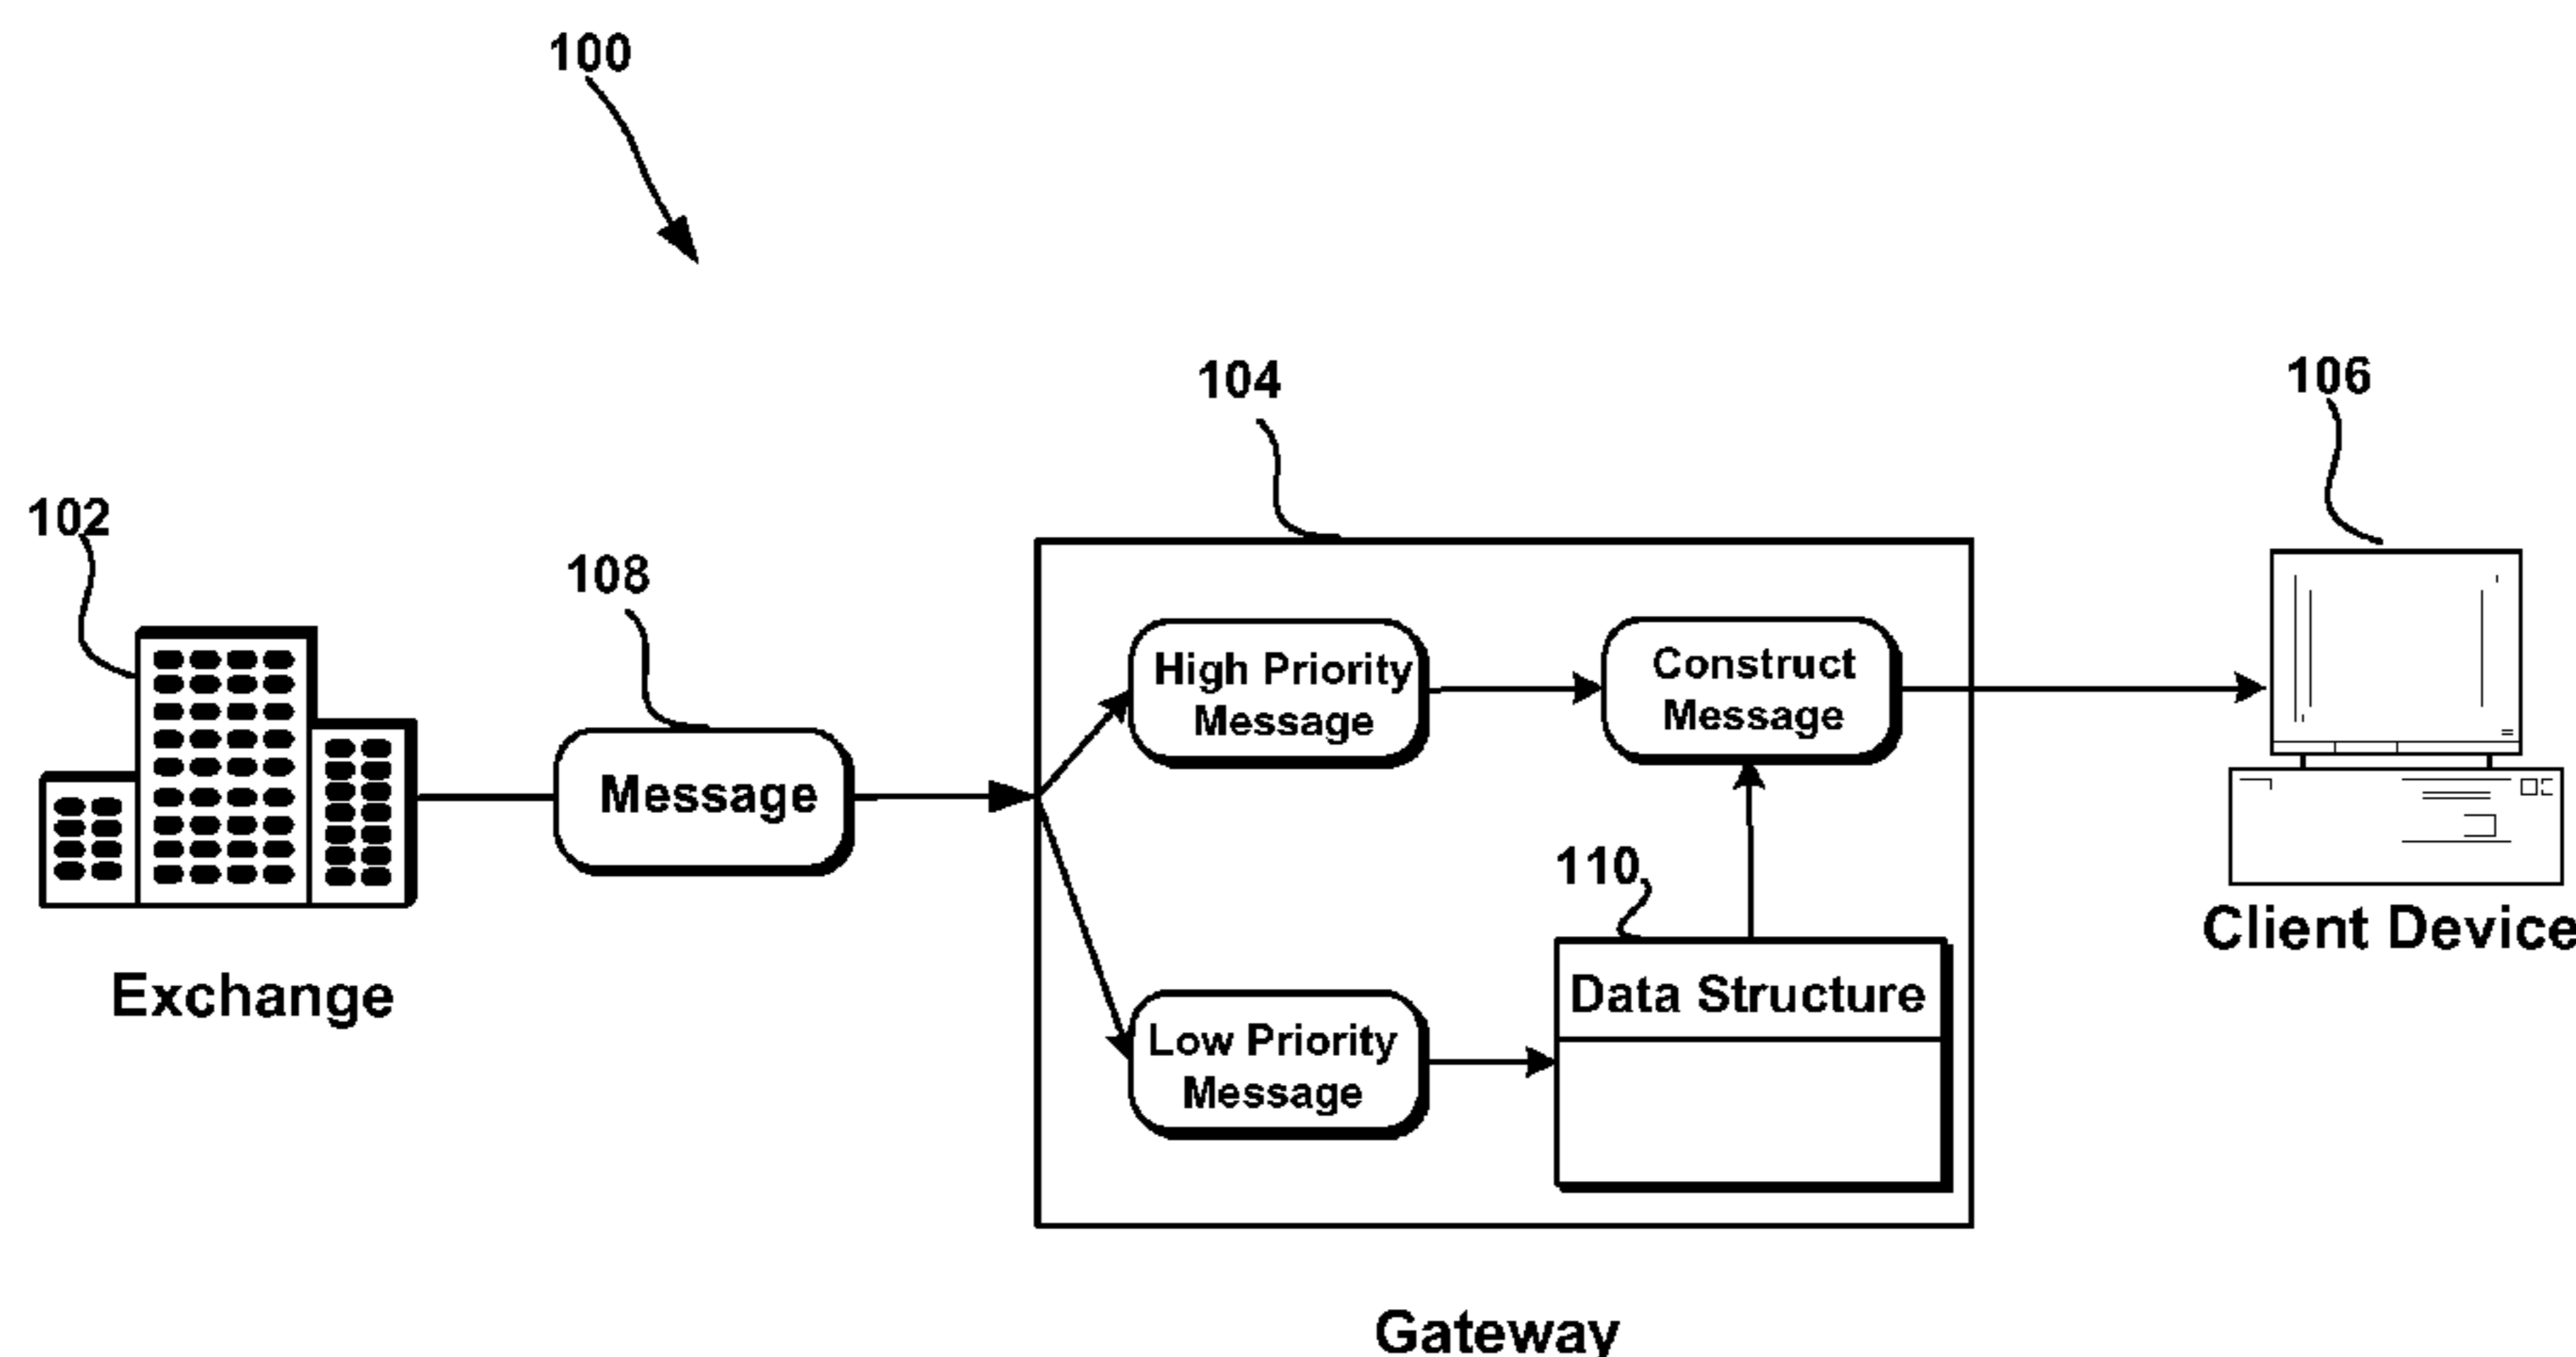 100
104
106
102
108
High Priority
Message
Construct
Message
Message
110
Client Device
Data Structure
Exchange
Low Priority
Message
Gateway